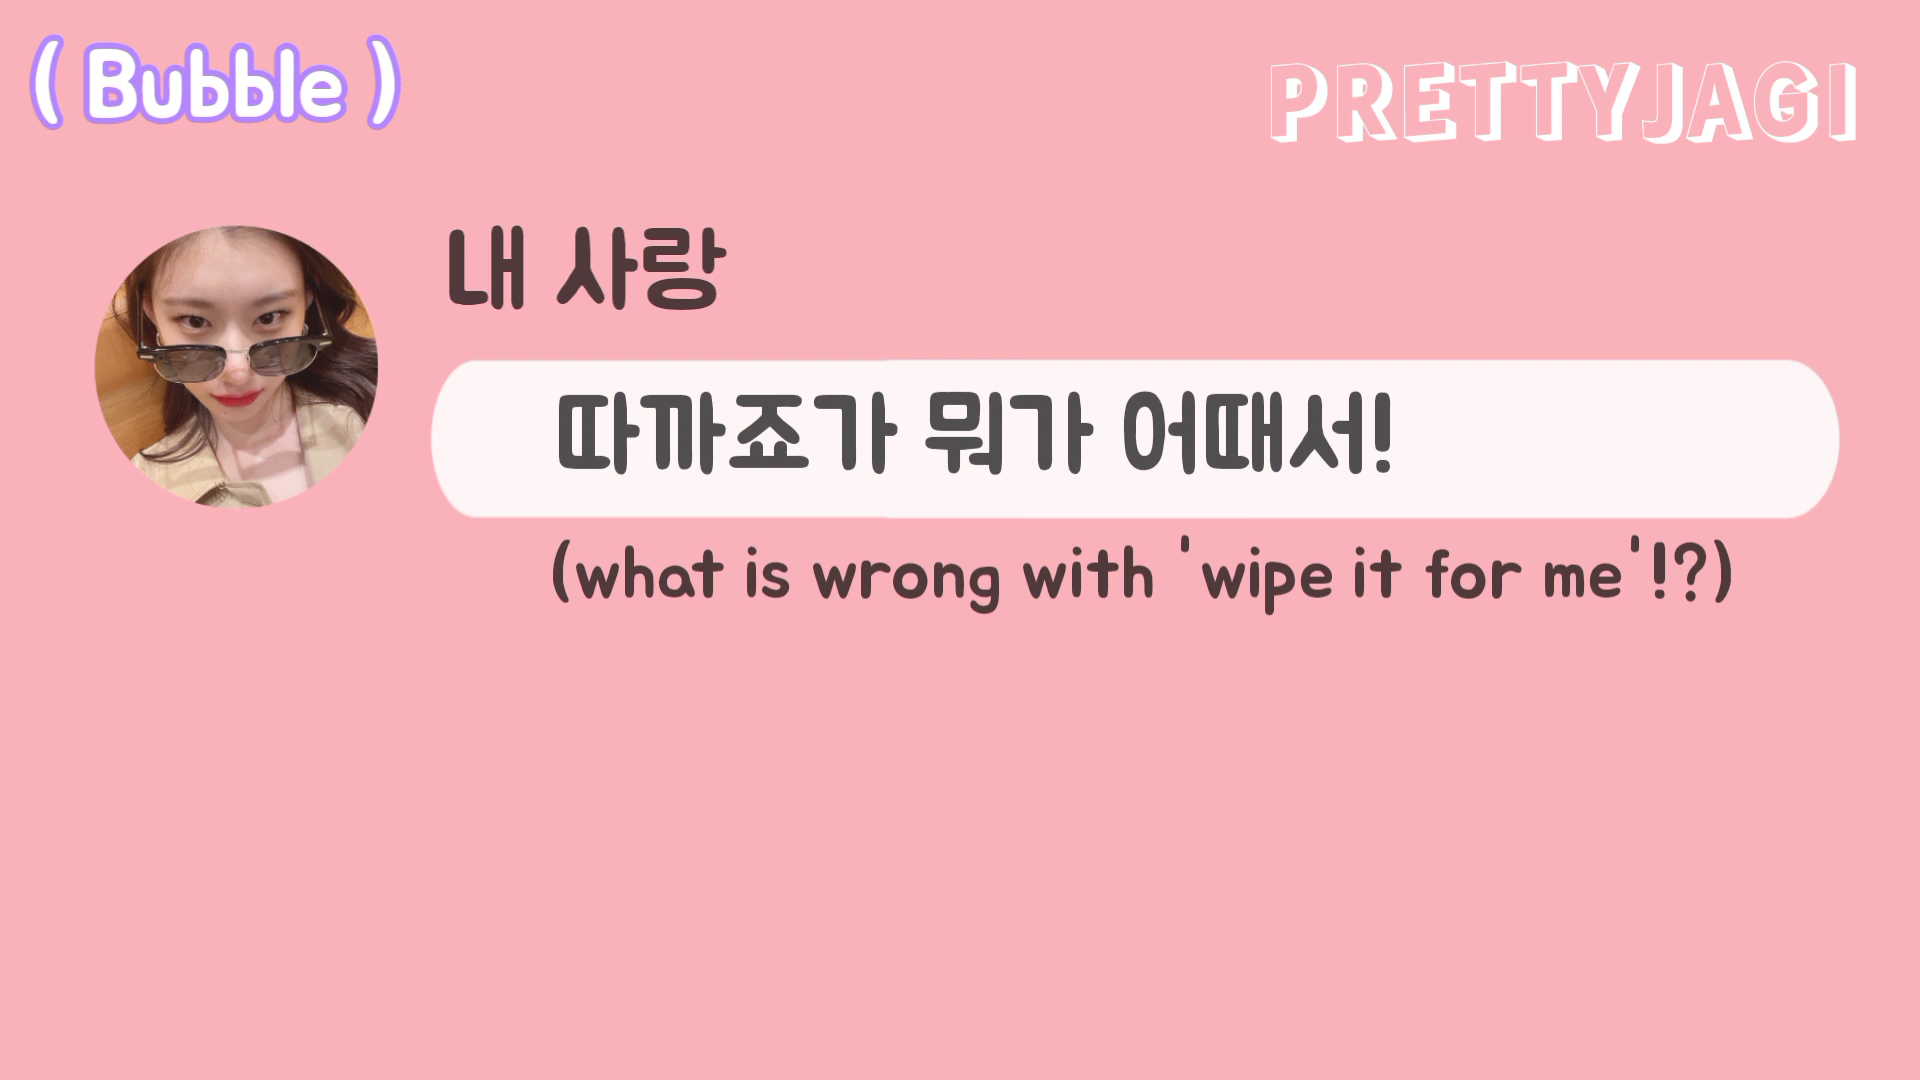 ( Bubble )
PRETTYJAGI
내 사랑
따까죠가 뭐가 어때서!
(what is wrong with 'wipe it for me'!?)